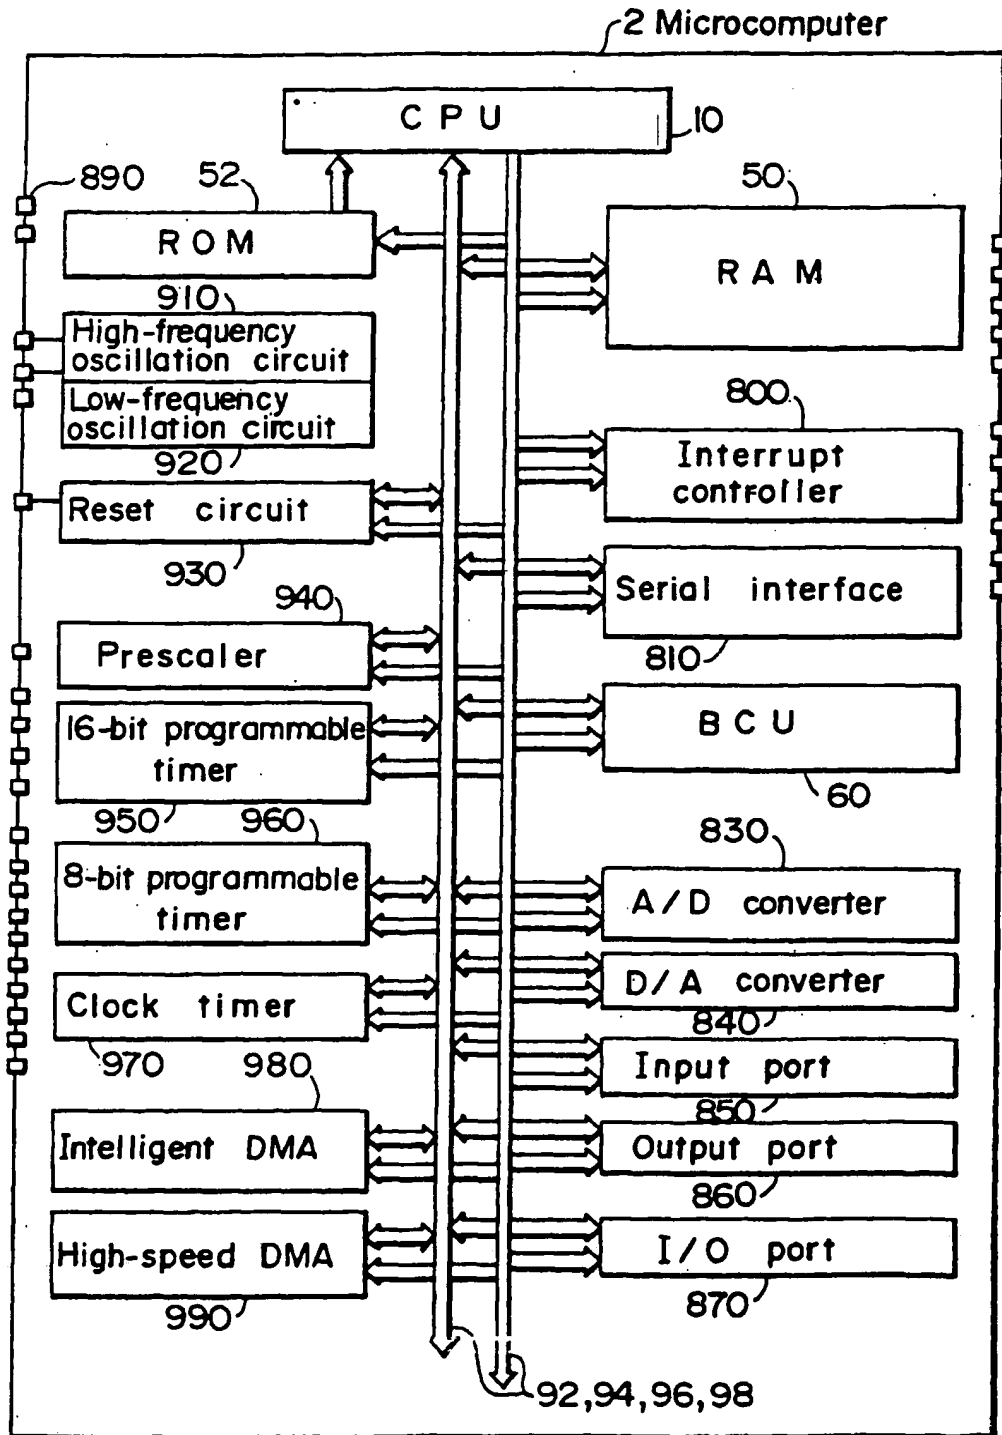 2 Microcomputer
CPU
10
890
52
ROM
50
RAM
910
High-frequency
oscillation circuit
Low-frequency
oscillation circuit
920
800
Interrupt
controller
Reset circuit
930
Serial interface
810
940
Prescaler
BCU
60
16-bit programmable
timer
950
960
8-bit programmable
timer
830
A/D converter
D/A converter
840
Clock timer
970
980
Input port
850
Intelligent DMA
Output port
860
High-speed DMA
990
I/O port
870
92, 94, 96, 98